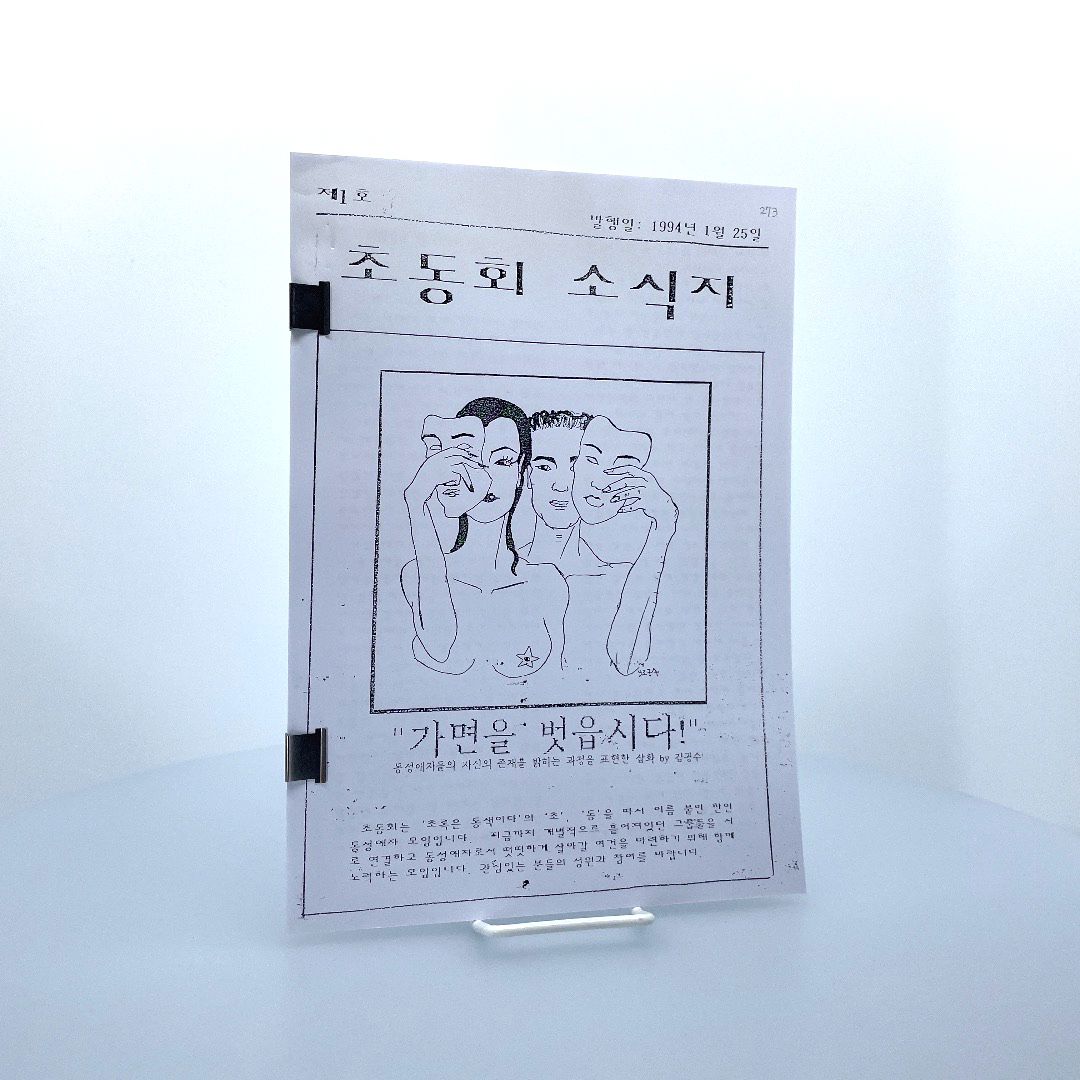 제1호
273
발행일: 1994년 1월 25일
초동회 소식지
"가면을 벗읍시다!"
동성애자들의 자신의 존재를 밝히는 과정을 표현한 삽화 by 김광수
초동회는 '초록은 동색이다'의 '초', '동'을 따서 이름 붙인 한인
동성애자 모임입니다. 지금까지 개별적으로 흩어져있던 그룹들을 서
로 연결하고 동성애자로서 떳떳하게 살아갈 여건을 마련하기 위해 함께
노력하는 모임입니다. 관심있는 분들의 성원과 참여를 바랍니다.